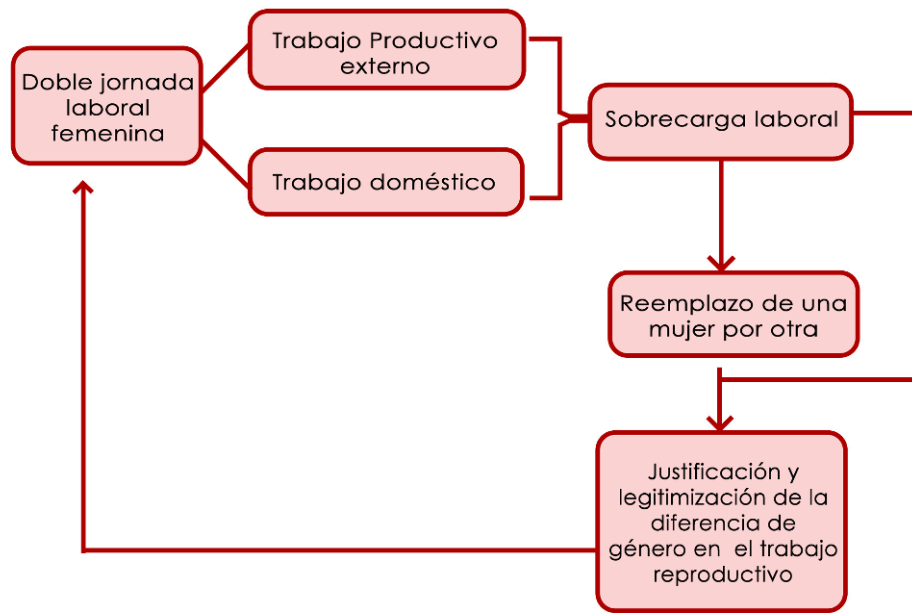 Doble jornada
laboral
femenina
Trabajo Productivo
externo
Trabajo doméstico
Sobrecarga laboral
Reemplazo de una
mujer por otra
Justificación y
legitimización de la
diferencia de
género en el trabajo
reproductivo